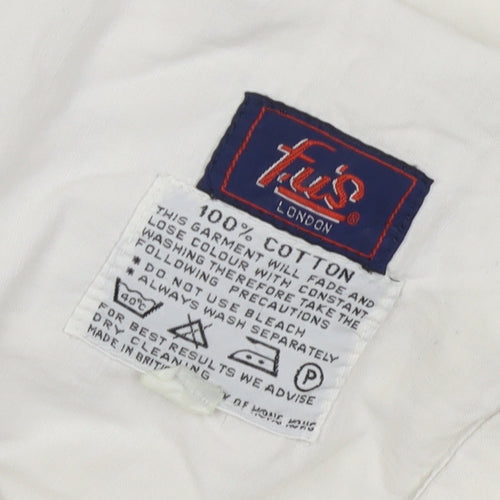 f.u's
®
LONDON
100% COTTON
THIS GARMENT WILL FADE AND
LOSE COLOUR WITH CONSTANT
WASHING THEREFORE TAKE THE
FOLLOWING PRECAUTIONS
* DO NOT USE BLEACH
* ALWAYS WASH SEPARATELY
40°C P
FOR BEST RESULTS WE ADVISE
DRY CLEANING
MADE IN BRITI OF HONG KONG